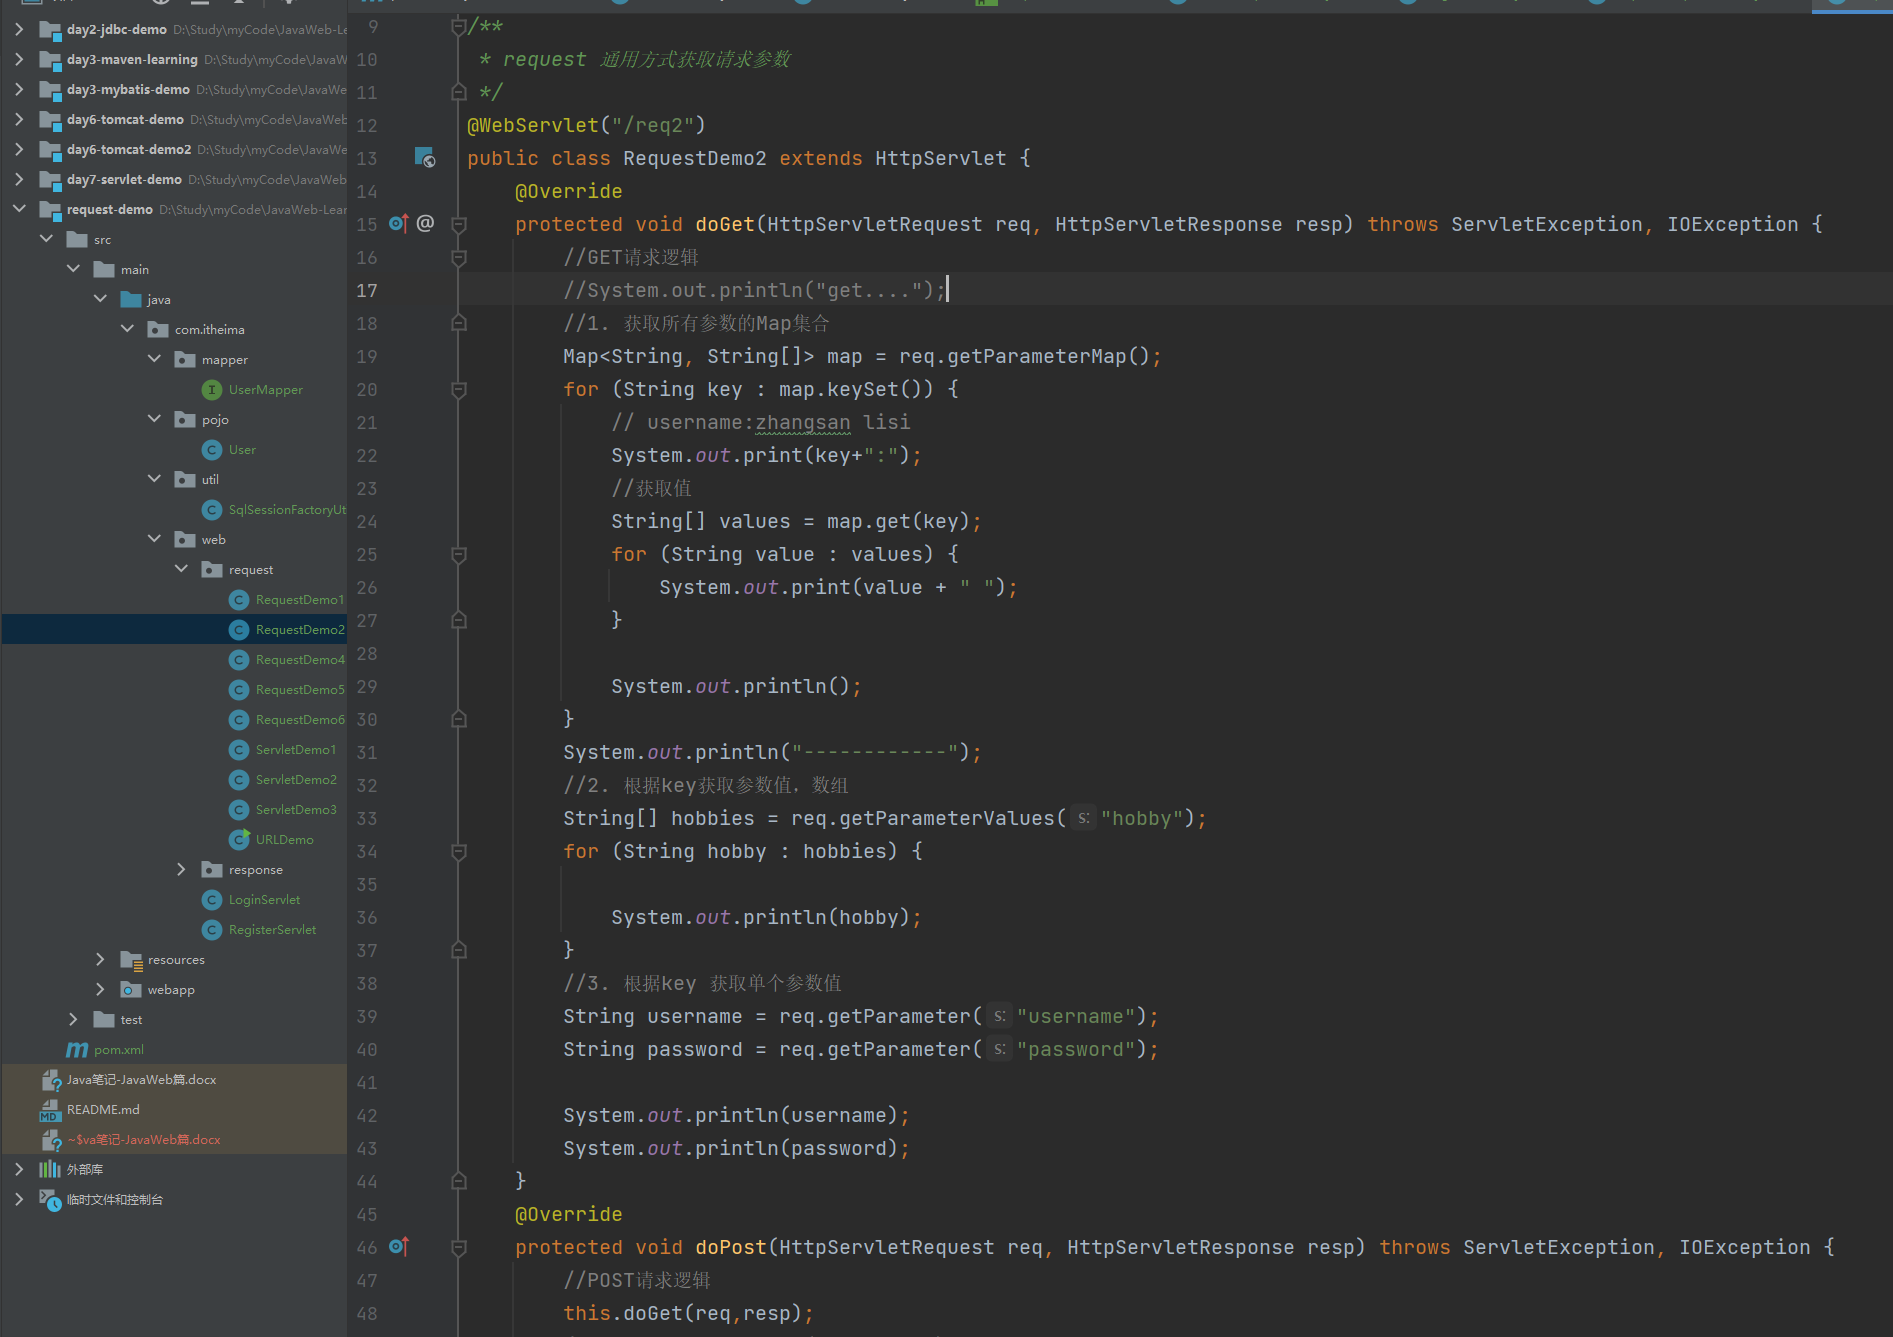 day2-jdbc-demo D:\Study\myCode\JavaWeb-Le
day3-maven-learning D:\Study\myCode\JavaW
day3-mybatis-demo D:\Study\myCode\JavaWe
day6-tomcat-demo D:\Study\myCode\JavaWeb
day6-tomcat-demo2 D:\Study\myCode\JavaWe
day7-servlet-demo D:\Study\myCode\JavaWeb
request-demo D:\Study\myCode\JavaWeb-Lear
src
main
java
com.itheima
mapper
UserMapper
pojo
User
util
SqlSessionFactoryUt
web
request
RequestDemo1
RequestDemo2
RequestDemo4
RequestDemo5
RequestDemo6
ServletDemo1
ServletDemo2
ServletDemo3
URLDemo
response
LoginServlet
RegisterServlet
resources
webapp
test
pom.xml
Java笔记-JavaWeb篇.docx
README.md
~$va笔记-JavaWeb篇.docx
外部库
临时文件和控制台
9 /**
10 * request 通用方式获取请求参数
11 */
12 @WebServlet("/req2")
13 public class RequestDemo2 extends HttpServlet {
14 @Override
15 @ protected void doGet(HttpServletRequest req, HttpServletResponse resp) throws ServletException, IOException {
16 //GET请求逻辑
17 //System.out.println("get....");
18 //1. 获取所有参数的Map集合
19 Map<String, String[]> map = req.getParameterMap();
20 for (String key : map.keySet()) {
21 // username:zhangsan lisi
22 System.out.print(key+":");
23 //获取值
24 String[] values = map.get(key);
25 for (String value : values) {
26 System.out.print(value + " ");
27 }
28
29 System.out.println();
30 }
31 System.out.println("------------");
32 //2. 根据key获取参数值，数组
33 String[] hobbies = req.getParameterValues( s: "hobby");
34 for (String hobby : hobbies) {
35
36 System.out.println(hobby);
37 }
38 //3. 根据key 获取单个参数值
39 String username = req.getParameter( s: "username");
40 String password = req.getParameter( s: "password");
41
42 System.out.println(username);
43 System.out.println(password);
44 }
45 @Override
46 protected void doPost(HttpServletRequest req, HttpServletResponse resp) throws ServletException, IOException {
47 //POST请求逻辑
48 this.doGet(req,resp);